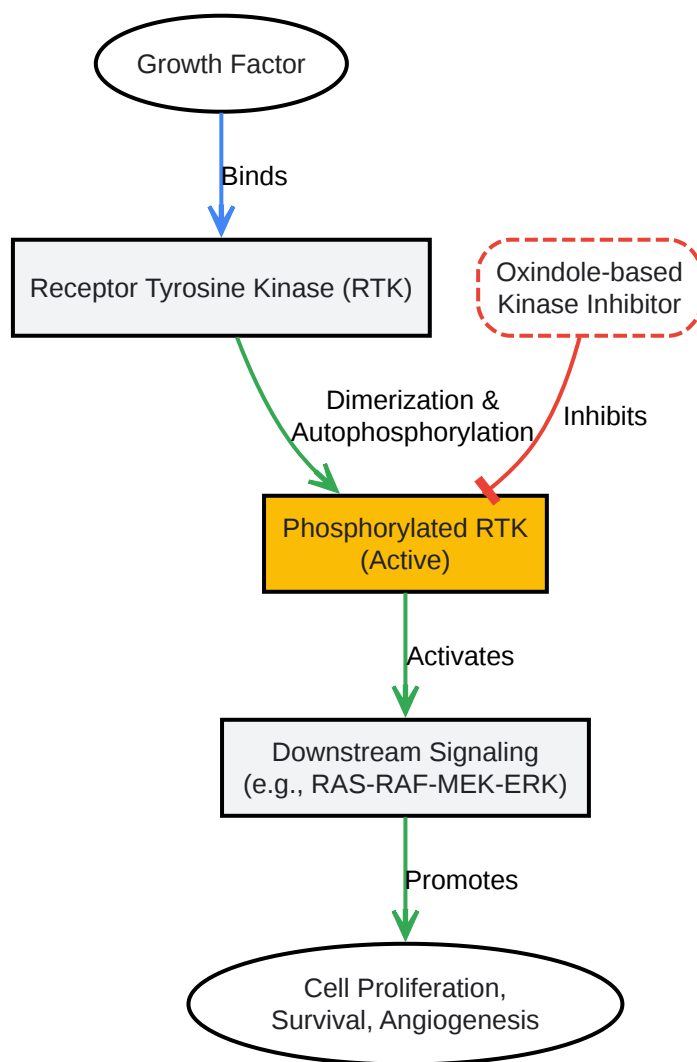 Growth Factor
Binds
Receptor Tyrosine Kinase (RTK)
Oxindole-based
Kinase Inhibitor
Dimerization &
Autophosphorylation
Inhibits
Phosphorylated RTK
(Active)
Activates
Downstream Signaling
(e.g., RAS-RAF-MEK-ERK)
Promotes
Cell Proliferation,
Survival, Angiogenesis